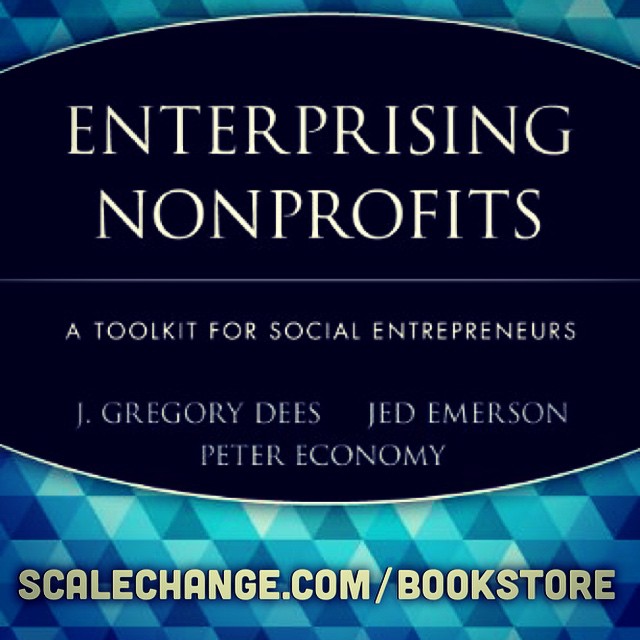 ENTERPRISING
NONPROFITS
A TOOLKIT FOR SOCIAL ENTREPRENEURS
J. GREGORY DEES JED EMERSON
PETER ECONOMY
SCALECHANGE.COM/BOOKSTORE